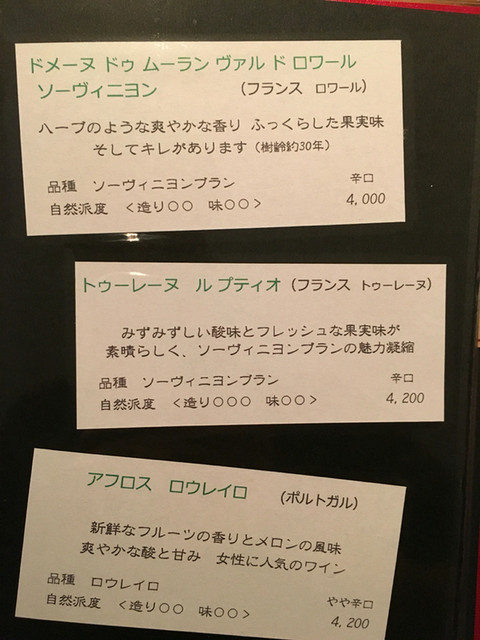 ドメーヌ ドゥ ムーラン ヴァル ド ロワール
ソーヴィニヨン (フランス ロワール)
ハーブのような爽やかな香り ふっくらした果実味
そしてキレがあります (樹齢約30年)
品種 ソーヴィニヨンブラン 辛口
自然派度 <造り○○ 味○○> 4,000
トゥーレーヌ ル プティオ (フランス トゥーレーヌ)
みずみずしい酸味とフレッシュな果実味が
素晴らしく、ソーヴィニヨンブランの魅力凝縮
品種 ソーヴィニヨンブラン 辛口
自然派度 <造り○○○ 味○○> 4,200
アフロス ロウレイロ (ポルトガル)
新鮮なフルーツの香りとメロンの風味
爽やかな酸と甘み 女性に人気のワイン
品種 ロウレイロ やや辛口
自然派度 <造り○○ 味○○> 4,200